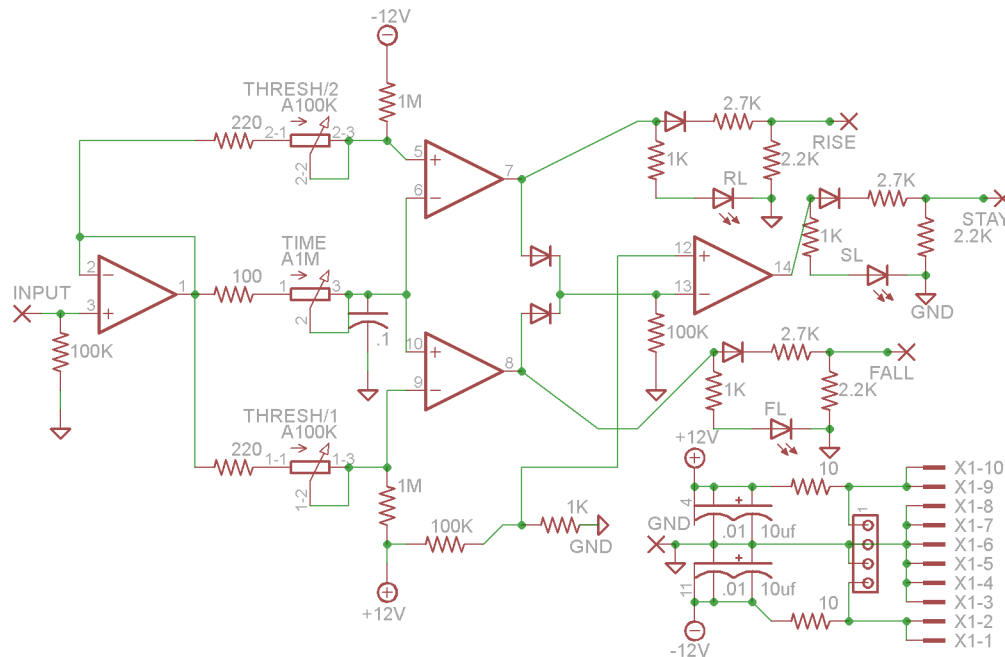 -12V
THRESH/2
A100K
1M
220
2-1
2-3
2-2
5
6
7
2.7K
RISE
1K
2.2K
RL
2.7K
STAY
1K
2.2K
SL
GND
12
13
14
INPUT
2
3
1
100K
TIME
A1M
100
1
3
2
.1
10
9
8
100K
2.7K
FALL
1K
2.2K
FL
THRESH/1
A100K
220
1-1
1-3
1-2
1M
100K
1K
GND
+12V
+12V
10
4
GND
.01
10uf
1
11
.01
10uf
10
-12V
X1-10
X1-9
X1-8
X1-7
X1-6
X1-5
X1-4
X1-3
X1-2
X1-1